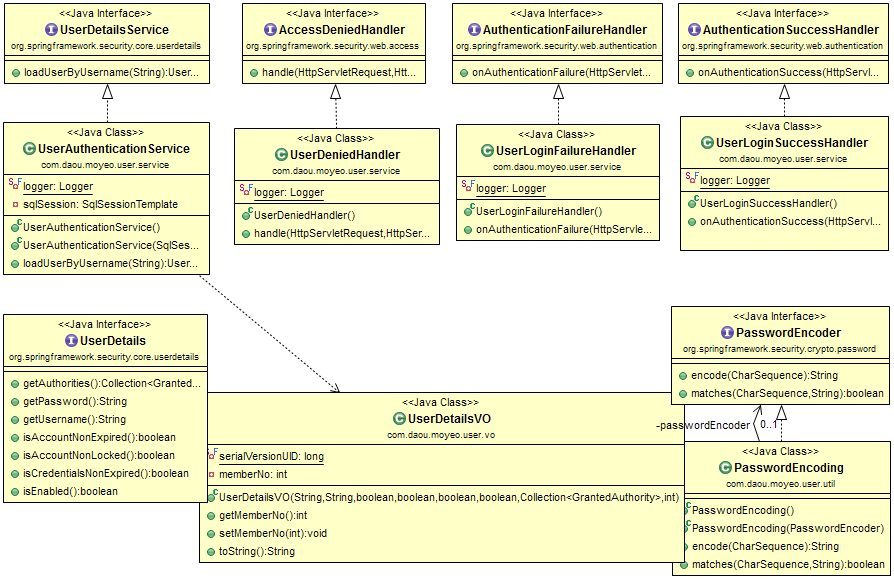 <<Java Interface>>
UserDetailsService
org.springframework.security.core.userdetails
loadUserByUsername(String):User...
<<Java Interface>>
AccessDeniedHandler
org.springframework.security.web.access
handle(HttpServletRequest,Htt...
<<Java Interface>>
AuthenticationFailureHandler
org.springframework.security.web.authentication
onAuthenticationFailure(HttpServlet...
<<Java Interface>>
AuthenticationSuccessHandler
org.springframework.security.web.authentication
onAuthenticationSuccess(HttpServl...
<<Java Class>>
UserAuthenticationService
com.daou.moyeo.user.service
logger: Logger
sqlSession: SqlSessionTemplate
UserAuthenticationService()
UserAuthenticationService(SqlSes...
loadUserByUsername(String):User...
<<Java Class>>
UserDeniedHandler
com.daou.moyeo.user.service
logger: Logger
UserDeniedHandler()
handle(HttpServletRequest,HttpSer...
<<Java Class>>
UserLoginFailureHandler
com.daou.moyeo.user.service
logger: Logger
UserLoginFailureHandler()
onAuthenticationFailure(HttpServle...
<<Java Class>>
UserLoginSuccessHandler
com.daou.moyeo.user.service
logger: Logger
UserLoginSuccessHandler()
onAuthenticationSuccess(HttpServl...
<<Java Interface>>
UserDetails
org.springframework.security.core.userdetails
getAuthorities():Collection<Granted...
getPassword():String
getUsername():String
isAccountNonExpired():boolean
isAccountNonLocked():boolean
isCredentialsNonExpired():boolean
isEnabled():boolean
<<Java Class>>
UserDetailsVO
com.daou.moyeo.user.vo
serialVersionUID: long
memberNo: int
UserDetailsVO(String,String,boolean,boolean,boolean,boolean,Collection<GrantedAuthority>,int)
getMemberNo():int
setMemberNo(int):void
toString():String
<<Java Interface>>
PasswordEncoder
org.springframework.security.crypto.password
encode(CharSequence):String
matches(CharSequence,String):boolean
-passwordEncoder 0..1
<<Java Class>>
PasswordEncoding
com.daou.moyeo.user.util
PasswordEncoding()
PasswordEncoding(PasswordEncoder)
encode(CharSequence):String
matches(CharSequence,String):boolean